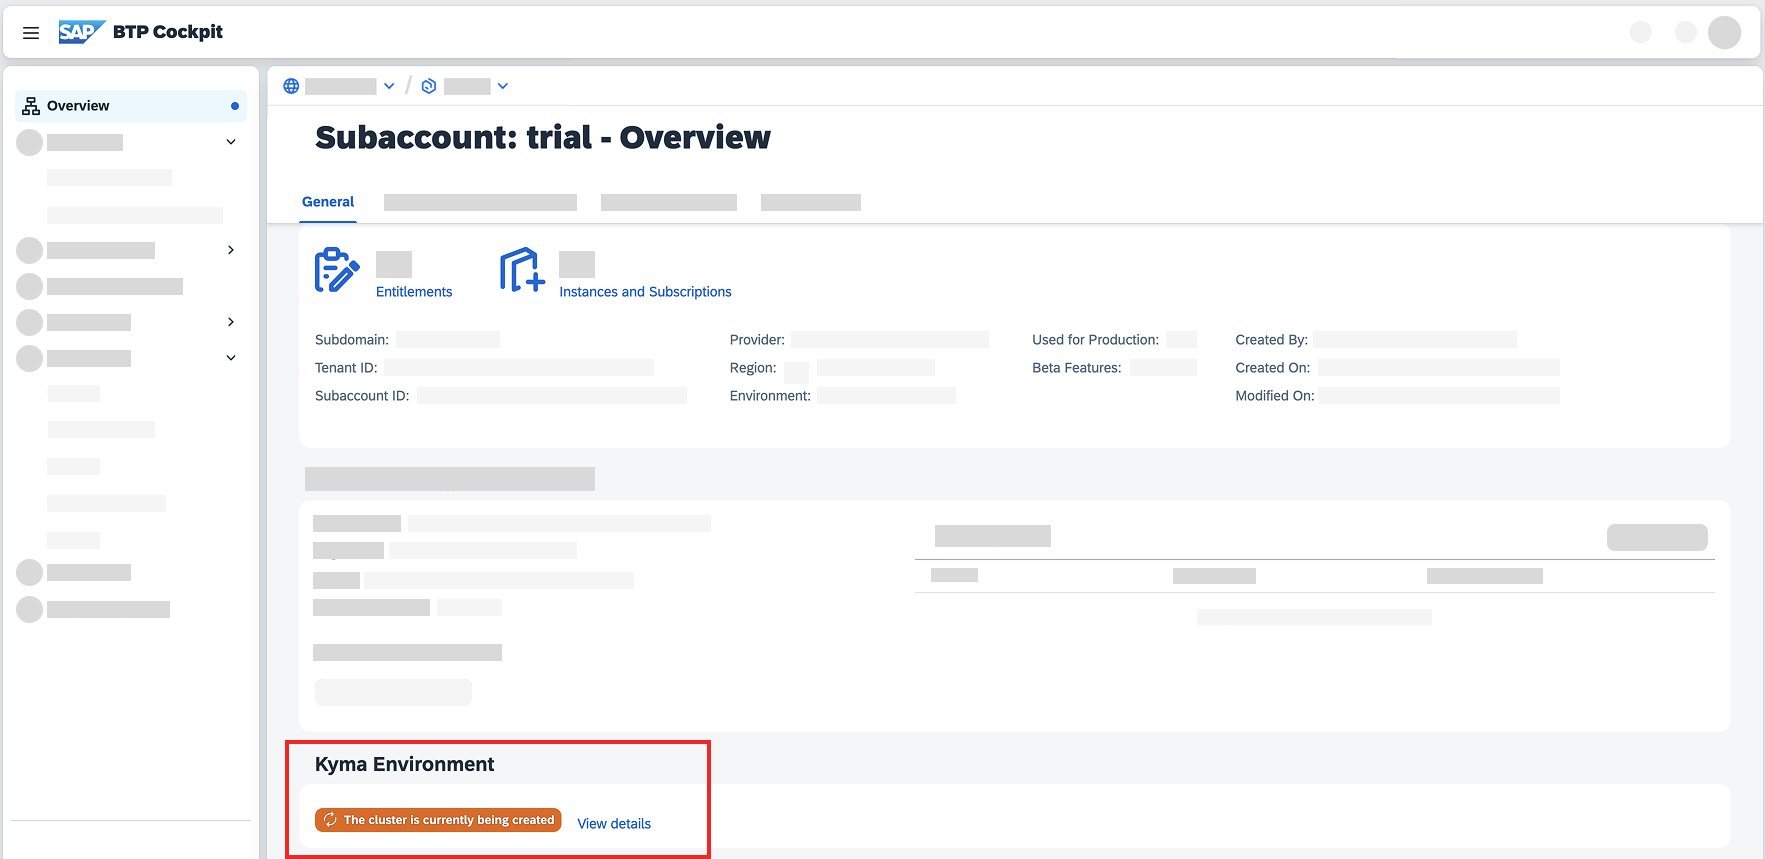 SAP BTP Cockpit
Overview
/
Subaccount: trial - Overview
General
Entitlements
Instances and Subscriptions
Subdomain:
Tenant ID:
Subaccount ID:
Provider:
Region:
Environment:
Used for Production:
Beta Features:
Created By:
Created On:
Modified On:
Kyma Environment
The cluster is currently being created
View details